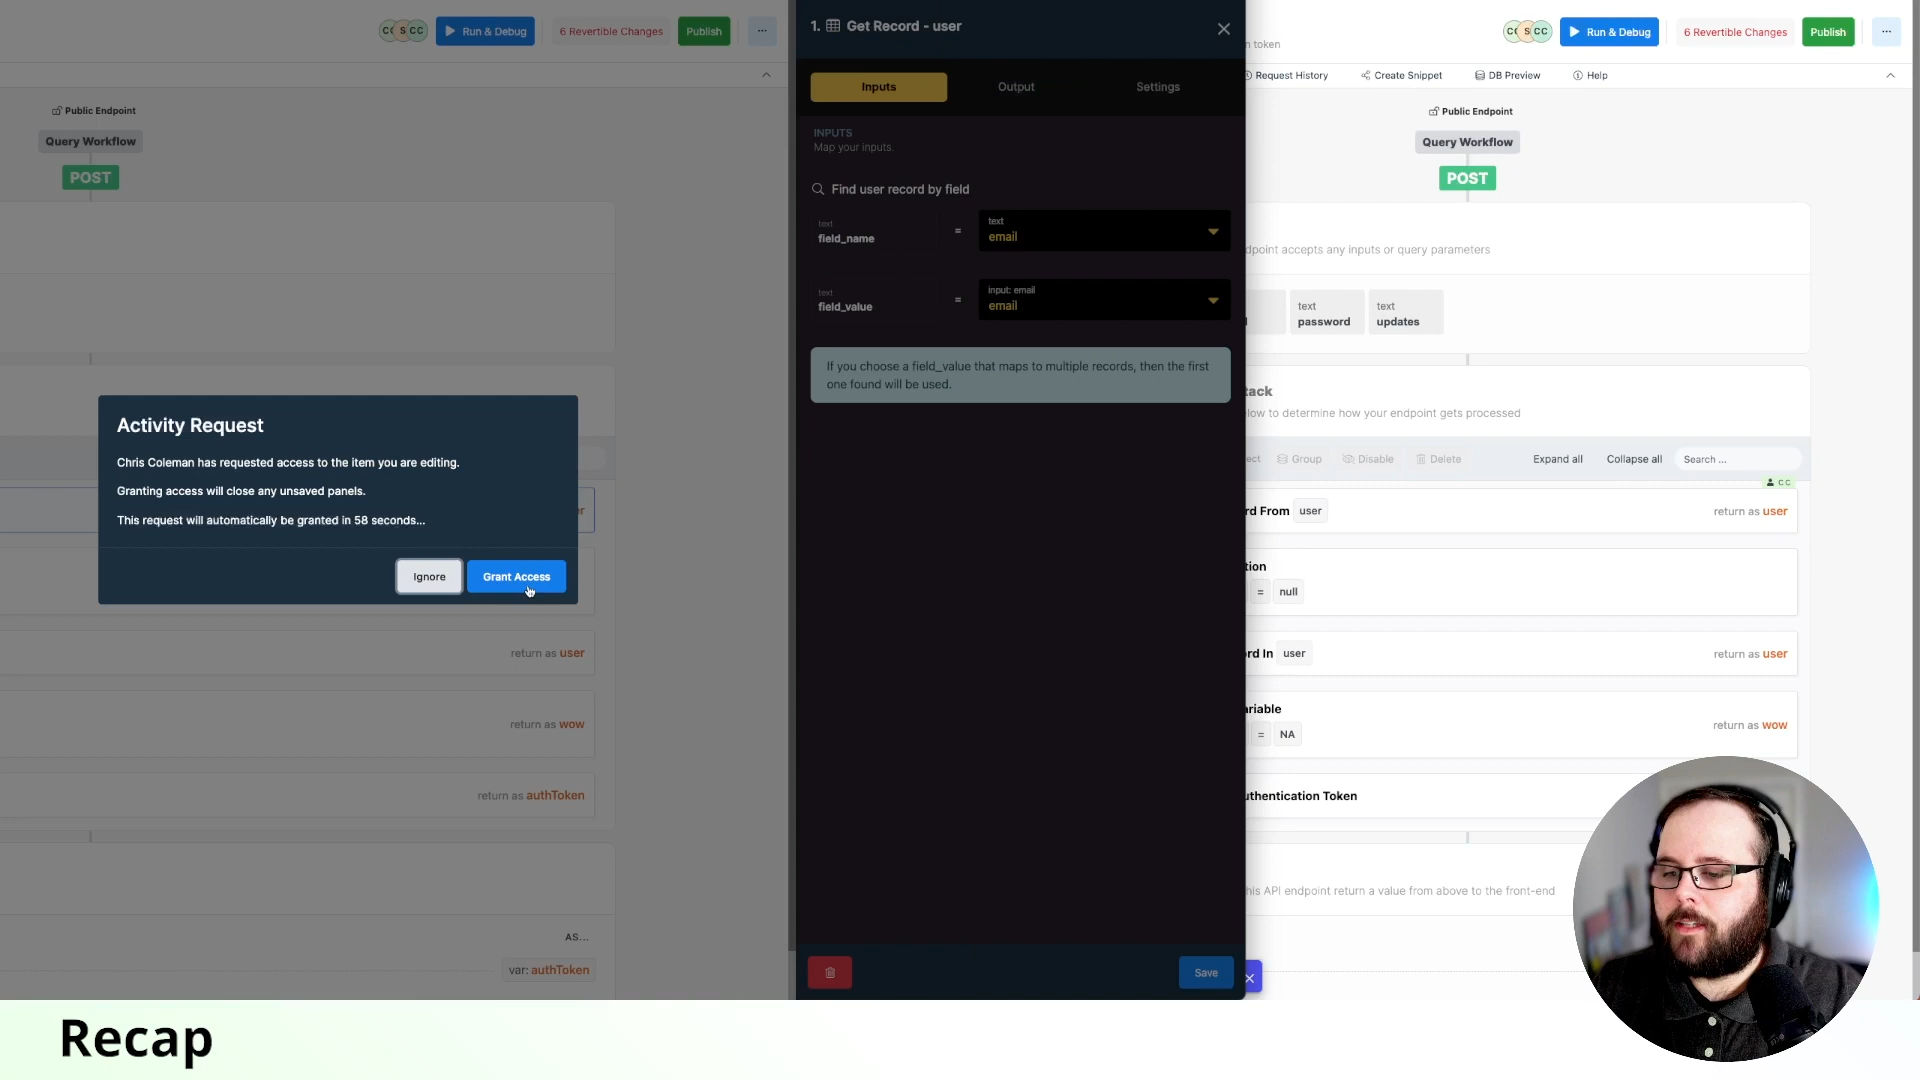 CC S CC
Run & Debug
6 Revertible Changes
Publish
...
Public Endpoint
Query Workflow
POST
Activity Request
Chris Coleman has requested access to the item you are editing.
Granting access will close any unsaved panels.
This request will automatically be granted in 58 seconds...
Ignore
Grant Access
return as user
return as wow
return as authToken
AS...
var: authToken
1. Get Record - user
Inputs
Output
Settings
INPUTS
Map your inputs.
Find user record by field
text
field_name
=
text
email
text
field_value
=
input: email
email
If you choose a field_value that maps to multiple records, then the first
one found will be used.
Save
n token
S CC
Run & Debug
6 Revertible Changes
Publish
...
Request History
Create Snippet
DB Preview
Help
Public Endpoint
Query Workflow
POST
dpoint accepts any inputs or query parameters
text
password
text
updates
tack
low to determine how your endpoint gets processed
ect
Group
Disable
Delete
Expand all
Collapse all
Search ...
CC
rd From user
return as user
tion
= null
rd In user
return as user
ariable
= NA
return as wow
uthentication Token
his API endpoint return a value from above to the front-end
Recap